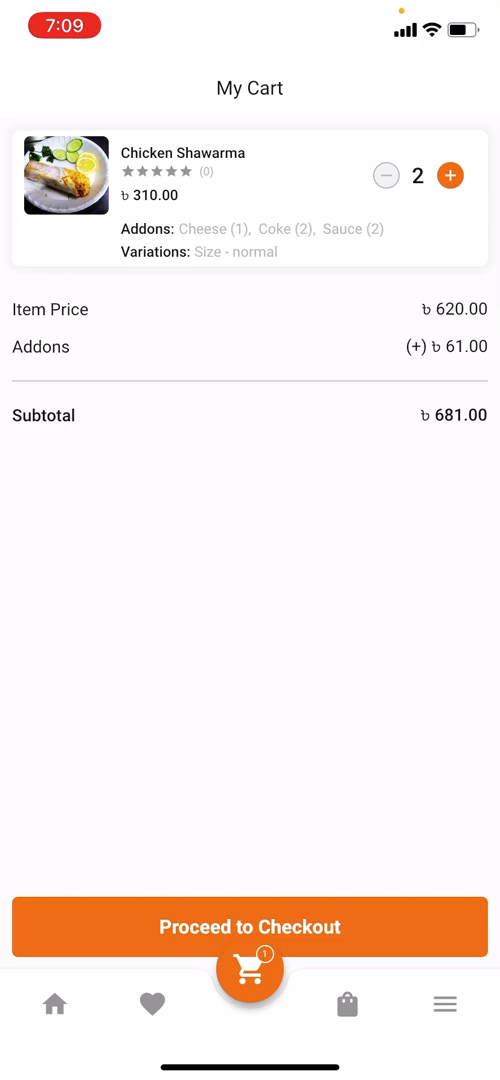 7:09
My Cart
Chicken Shawarma
(0)
৳ 310.00
2
Addons: Cheese (1), Coke (2), Sauce (2)
Variations: Size - normal
Item Price ৳ 620.00
Addons (+) ৳ 61.00
Subtotal ৳ 681.00
Proceed to Checkout
1